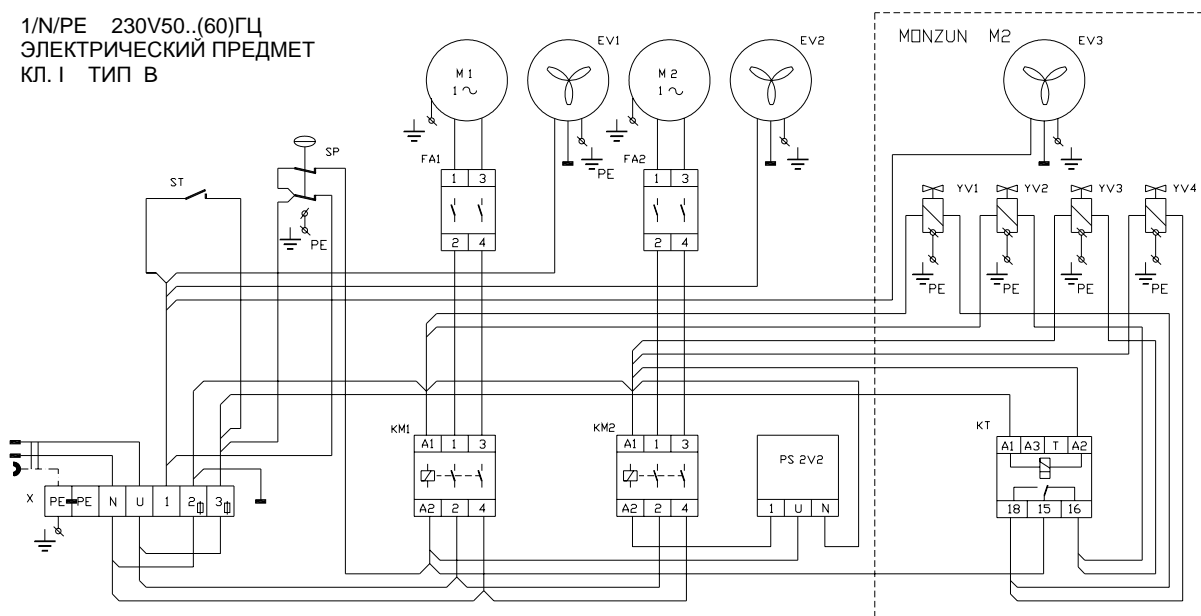 1/N/PE 230V50..(60)ГЦ
ЭЛЕКТРИЧЕСКИЙ ПРЕДМЕТ
КЛ. I ТИП B
MONZUN M2
EV1
EV2
EV3
M 1
1 ~
M 2
1 ~
SP
ST
PE
FA1
1 3
2 4
PE
FA2
1 3
2 4
YV1
YV2
YV3
YV4
PE
PE
PE
PE
KM1
A1 1 3
A2 2 4
KM2
A1 1 3
A2 2 4
PS 2V2
1 U N
KT
A1 A3 T A2
18 15 16
X
PE PE N U 1 2 3